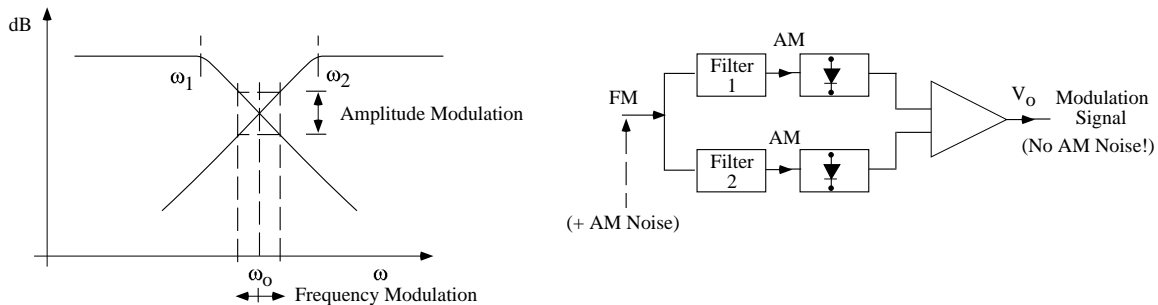 dB
ω1
ω2
Amplitude Modulation
ωo
ω
Frequency Modulation
FM
(+ AM Noise)
AM
Filter
1
AM
Filter
2
Vo
Modulation
Signal
(No AM Noise!)